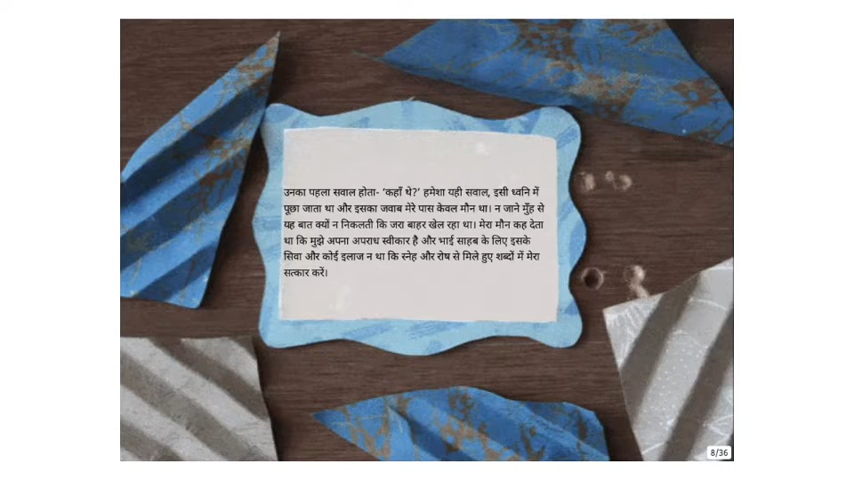 उनका पहला सवाल होता- ‘कहाँ थे?’ हमेशा यही सवाल, इसी ध्वनि में
पूछा जाता था और इसका जवाब मेरे पास केवल मौन था। न जाने मुँह से
यह बात क्यों न निकलती कि जरा बाहर खेल रहा था। मेरा मौन कह देता
था कि मुझे अपना अपराध स्वीकार है और भाई साहब के लिए इसके
सिवा और कोई इलाज न था कि स्नेह और रोष से मिले हुए शब्दों में मेरा
सत्कार करें।
8/36